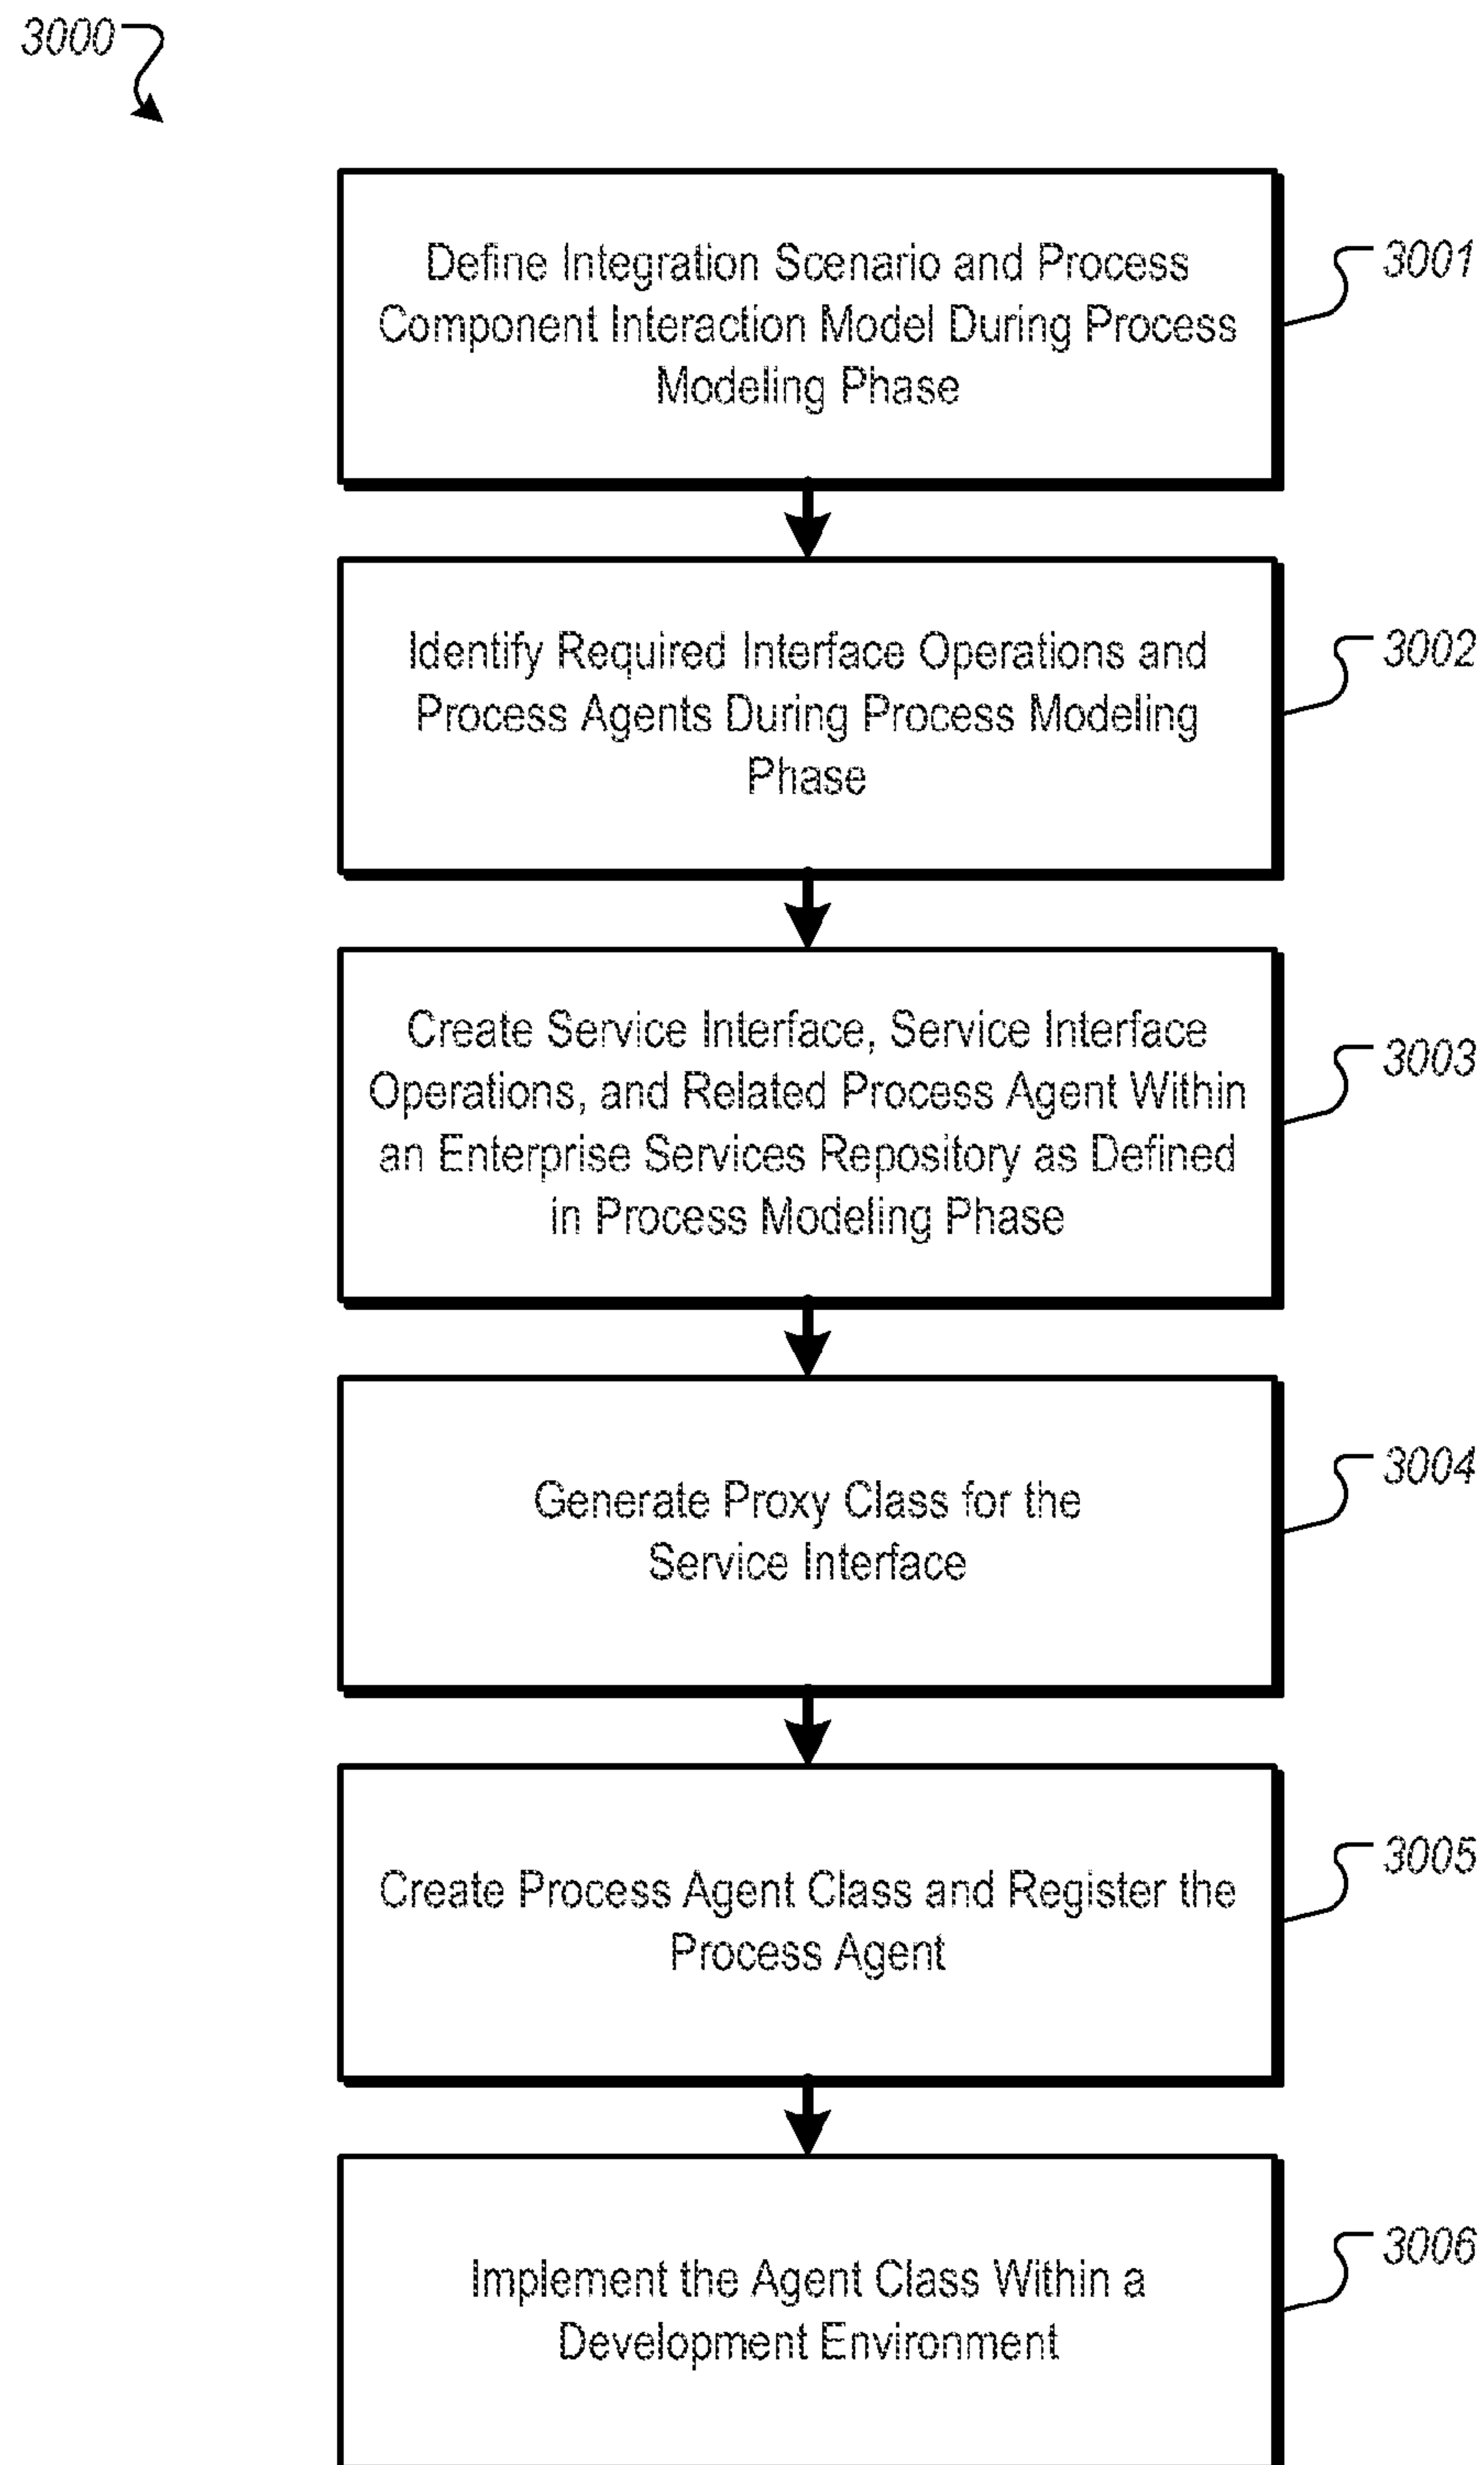 3000
Define Integration Scenario and Process
Component Interaction Model During Process
Modeling Phase
3001
Identify Required Interface Operations and
Process Agents During Process Modeling
Phase
3002
Create Service Interface, Service Interface
Operations, and Related Process Agent Within
an Enterprise Services Repository as Defined
in Process Modeling Phase
3003
Generate Proxy Class for the
Service Interface
3004
Create Process Agent Class and Register the
Process Agent
3005
Implement the Agent Class Within a
Development Environment
3006